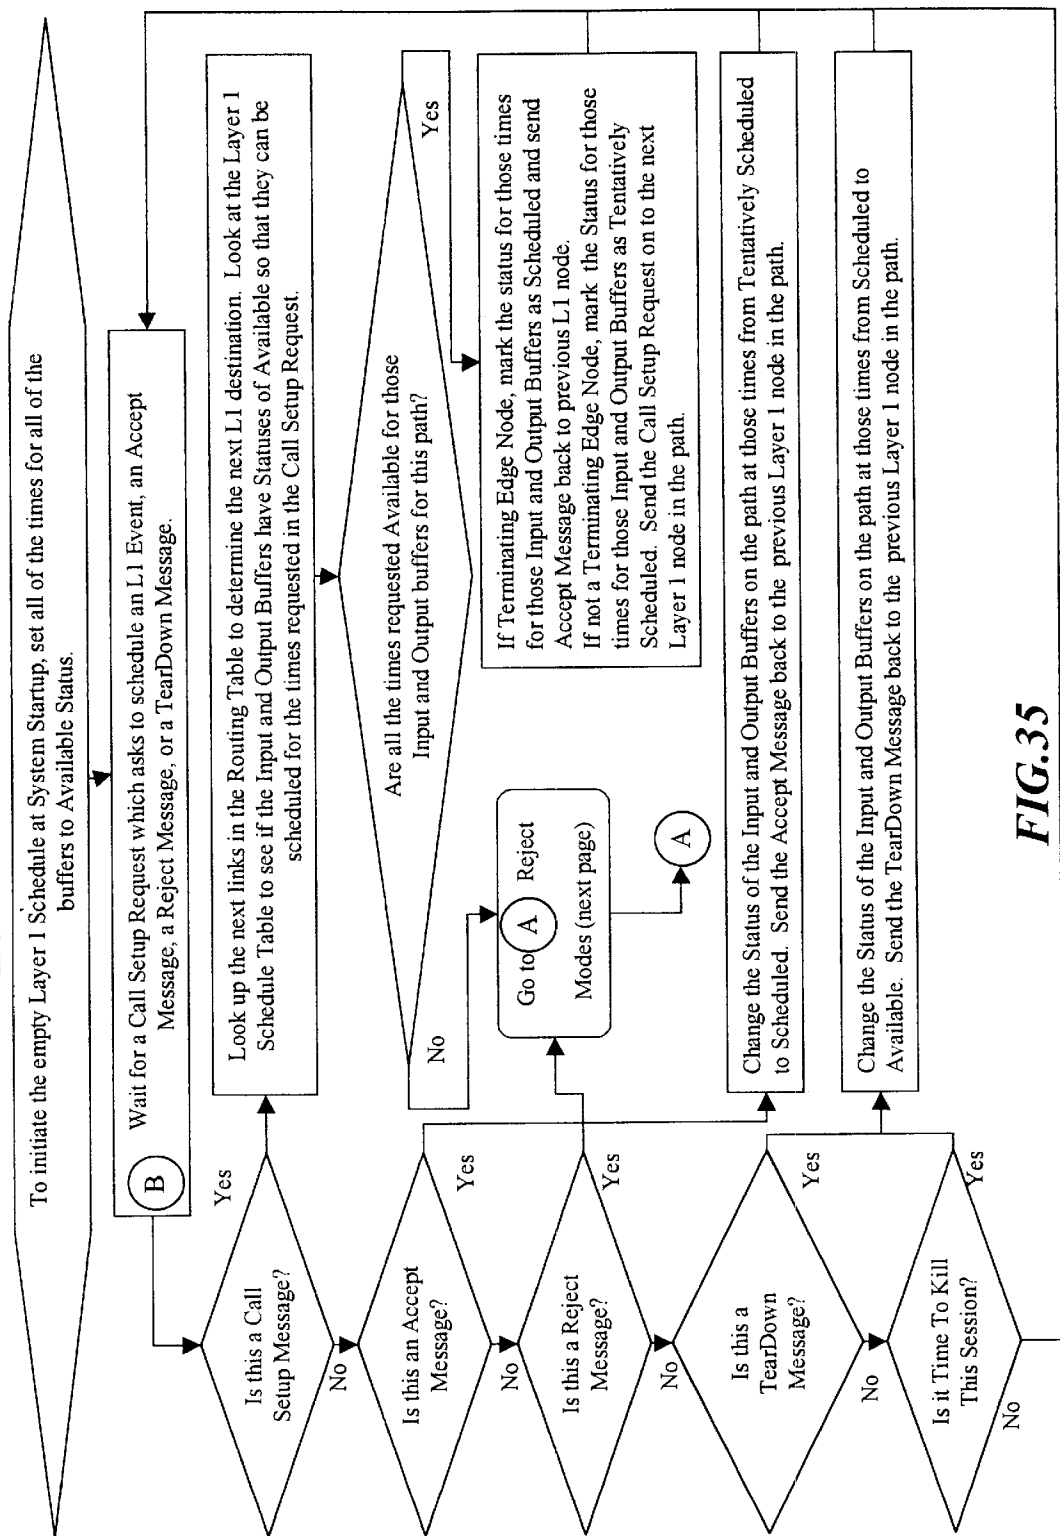 To initiate the empty Layer 1 Schedule at System Startup, set all of the times for all of the
buffers to Available Status.
B
Wait for a Call Setup Request which asks to schedule an L1 Event, an Accept
Message, a Reject Message, or a TearDown Message.
Is this a Call
Setup Message?
Yes
No
Look up the next links in the Routing Table to determine the next L1 destination. Look at the Layer 1
Schedule Table to see if the Input and Output Buffers have Statuses of Available so that they can be
scheduled for the times requested in the Call Setup Request.
Are all the times requested Available for those
Input and Output buffers for this path?
Yes
No
Is this an Accept
Message?
Yes
No
If Terminating Edge Node, mark the status for those times
for those Input and Output Buffers as Scheduled and send
Accept Message back to previous L1 node.
If not a Terminating Edge Node, mark the Status for those
times for those Input and Output Buffers as Tentatively
Scheduled. Send the Call Setup Request on to the next
Layer 1 node in the path.
Go to A Reject
Modes (next page)
A
Is this a Reject
Message?
Yes
No
Change the Status of the Input and Output Buffers on the path at those times from Tentatively Scheduled
to Scheduled. Send the Accept Message back to the previous Layer 1 node in the path.
Is this a
TearDown
Message?
Yes
No
Change the Status of the Input and Output Buffers on the path at those times from Scheduled to
Available. Send the TearDown Message back to the previous Layer 1 node in the path.
Is it Time To Kill
This Session?
Yes
No
FIG.35